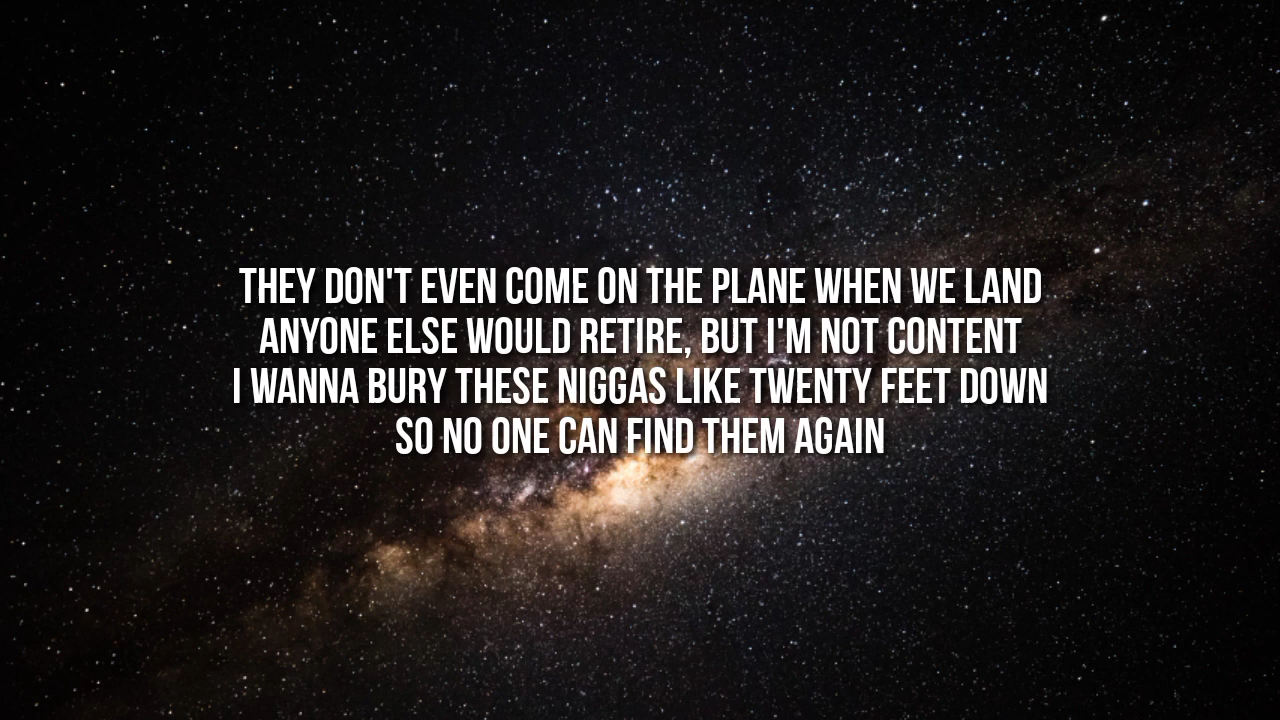 THEY DON'T EVEN COME ON THE PLANE WHEN WE LAND
ANYONE ELSE WOULD RETIRE, BUT I'M NOT CONTENT
I WANNA BURY THESE NIGGAS LIKE TWENTY FEET DOWN
SO NO ONE CAN FIND THEM AGAIN